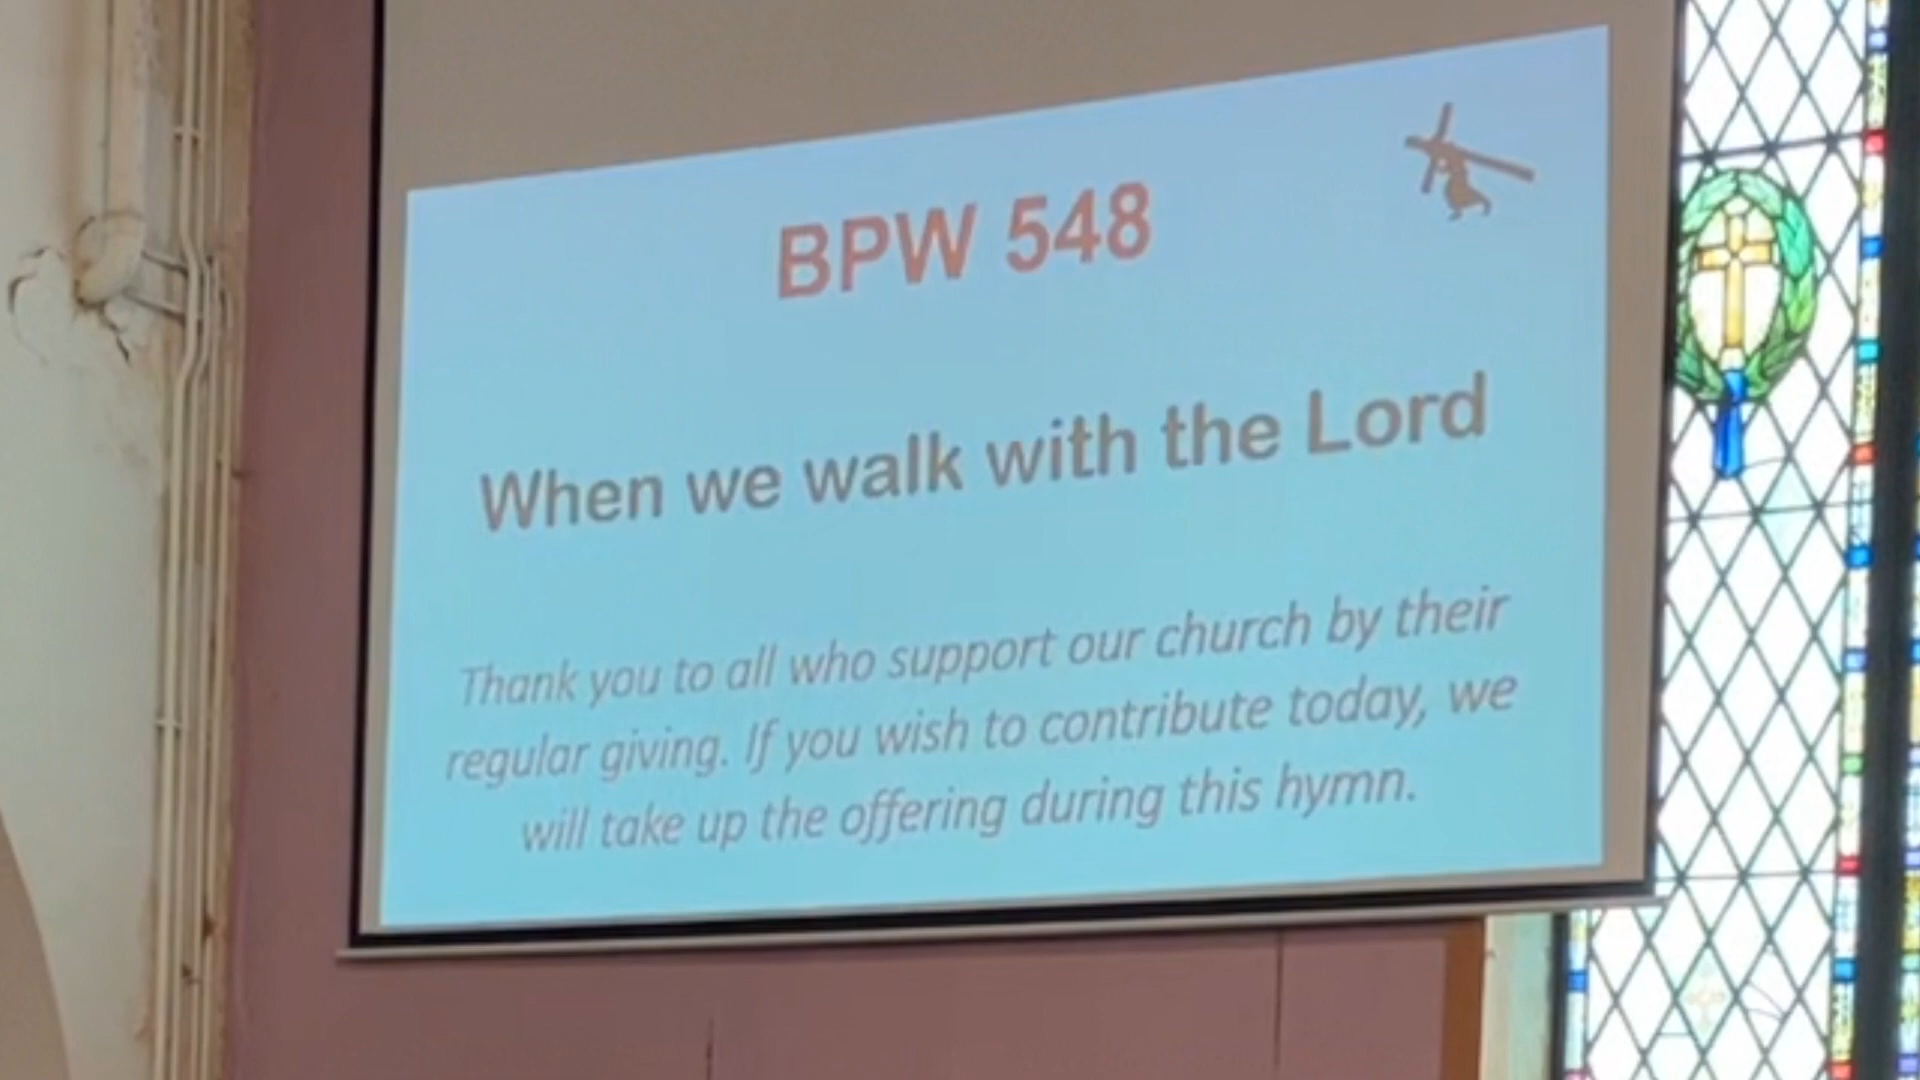 BPW 548
When we walk with the Lord
Thank you to all who support our church by their
regular giving. If you wish to contribute today, we
will take up the offering during this hymn.